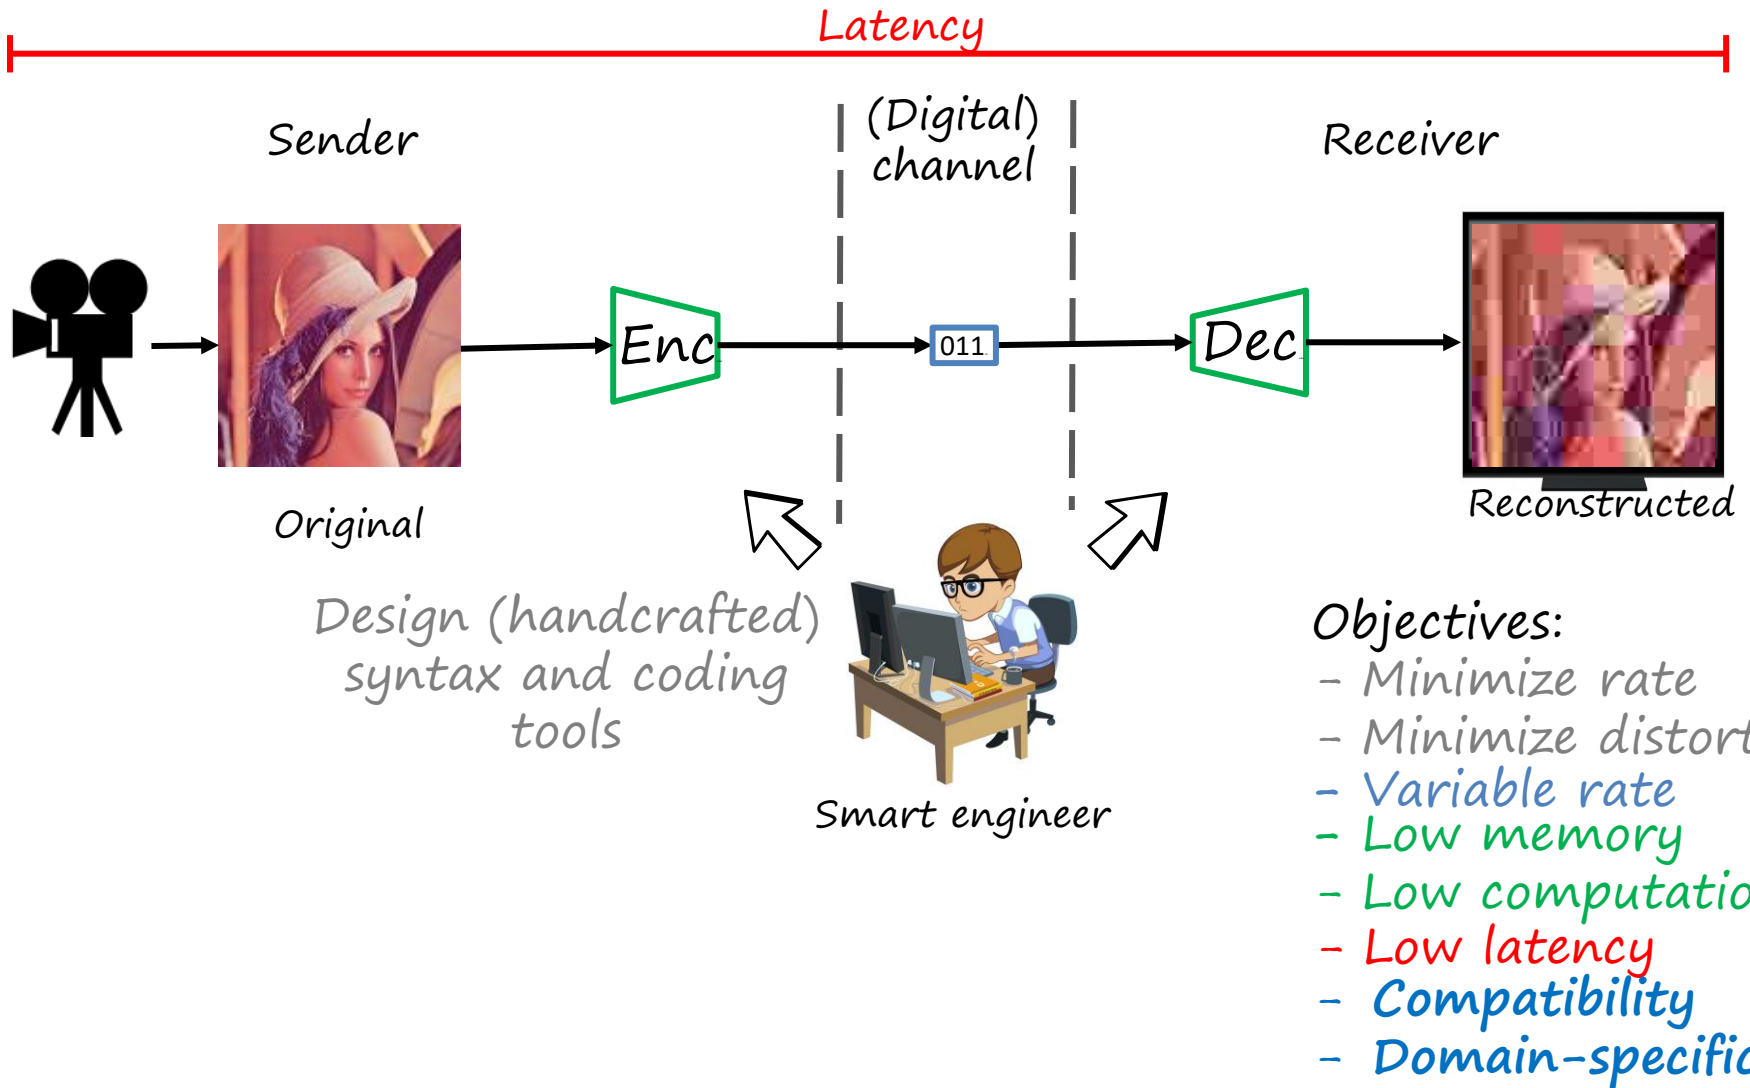 Latency
Sender
(Digital)
channel
Receiver
Enc
011
Dec
Original
Reconstructed
Design (handcrafted)
syntax and coding
tools
Smart engineer
Objectives:
- Minimize rate
- Minimize distort
- Variable rate
- Low memory
- Low computatio
- Low latency
- Compatibility
- Domain-specific